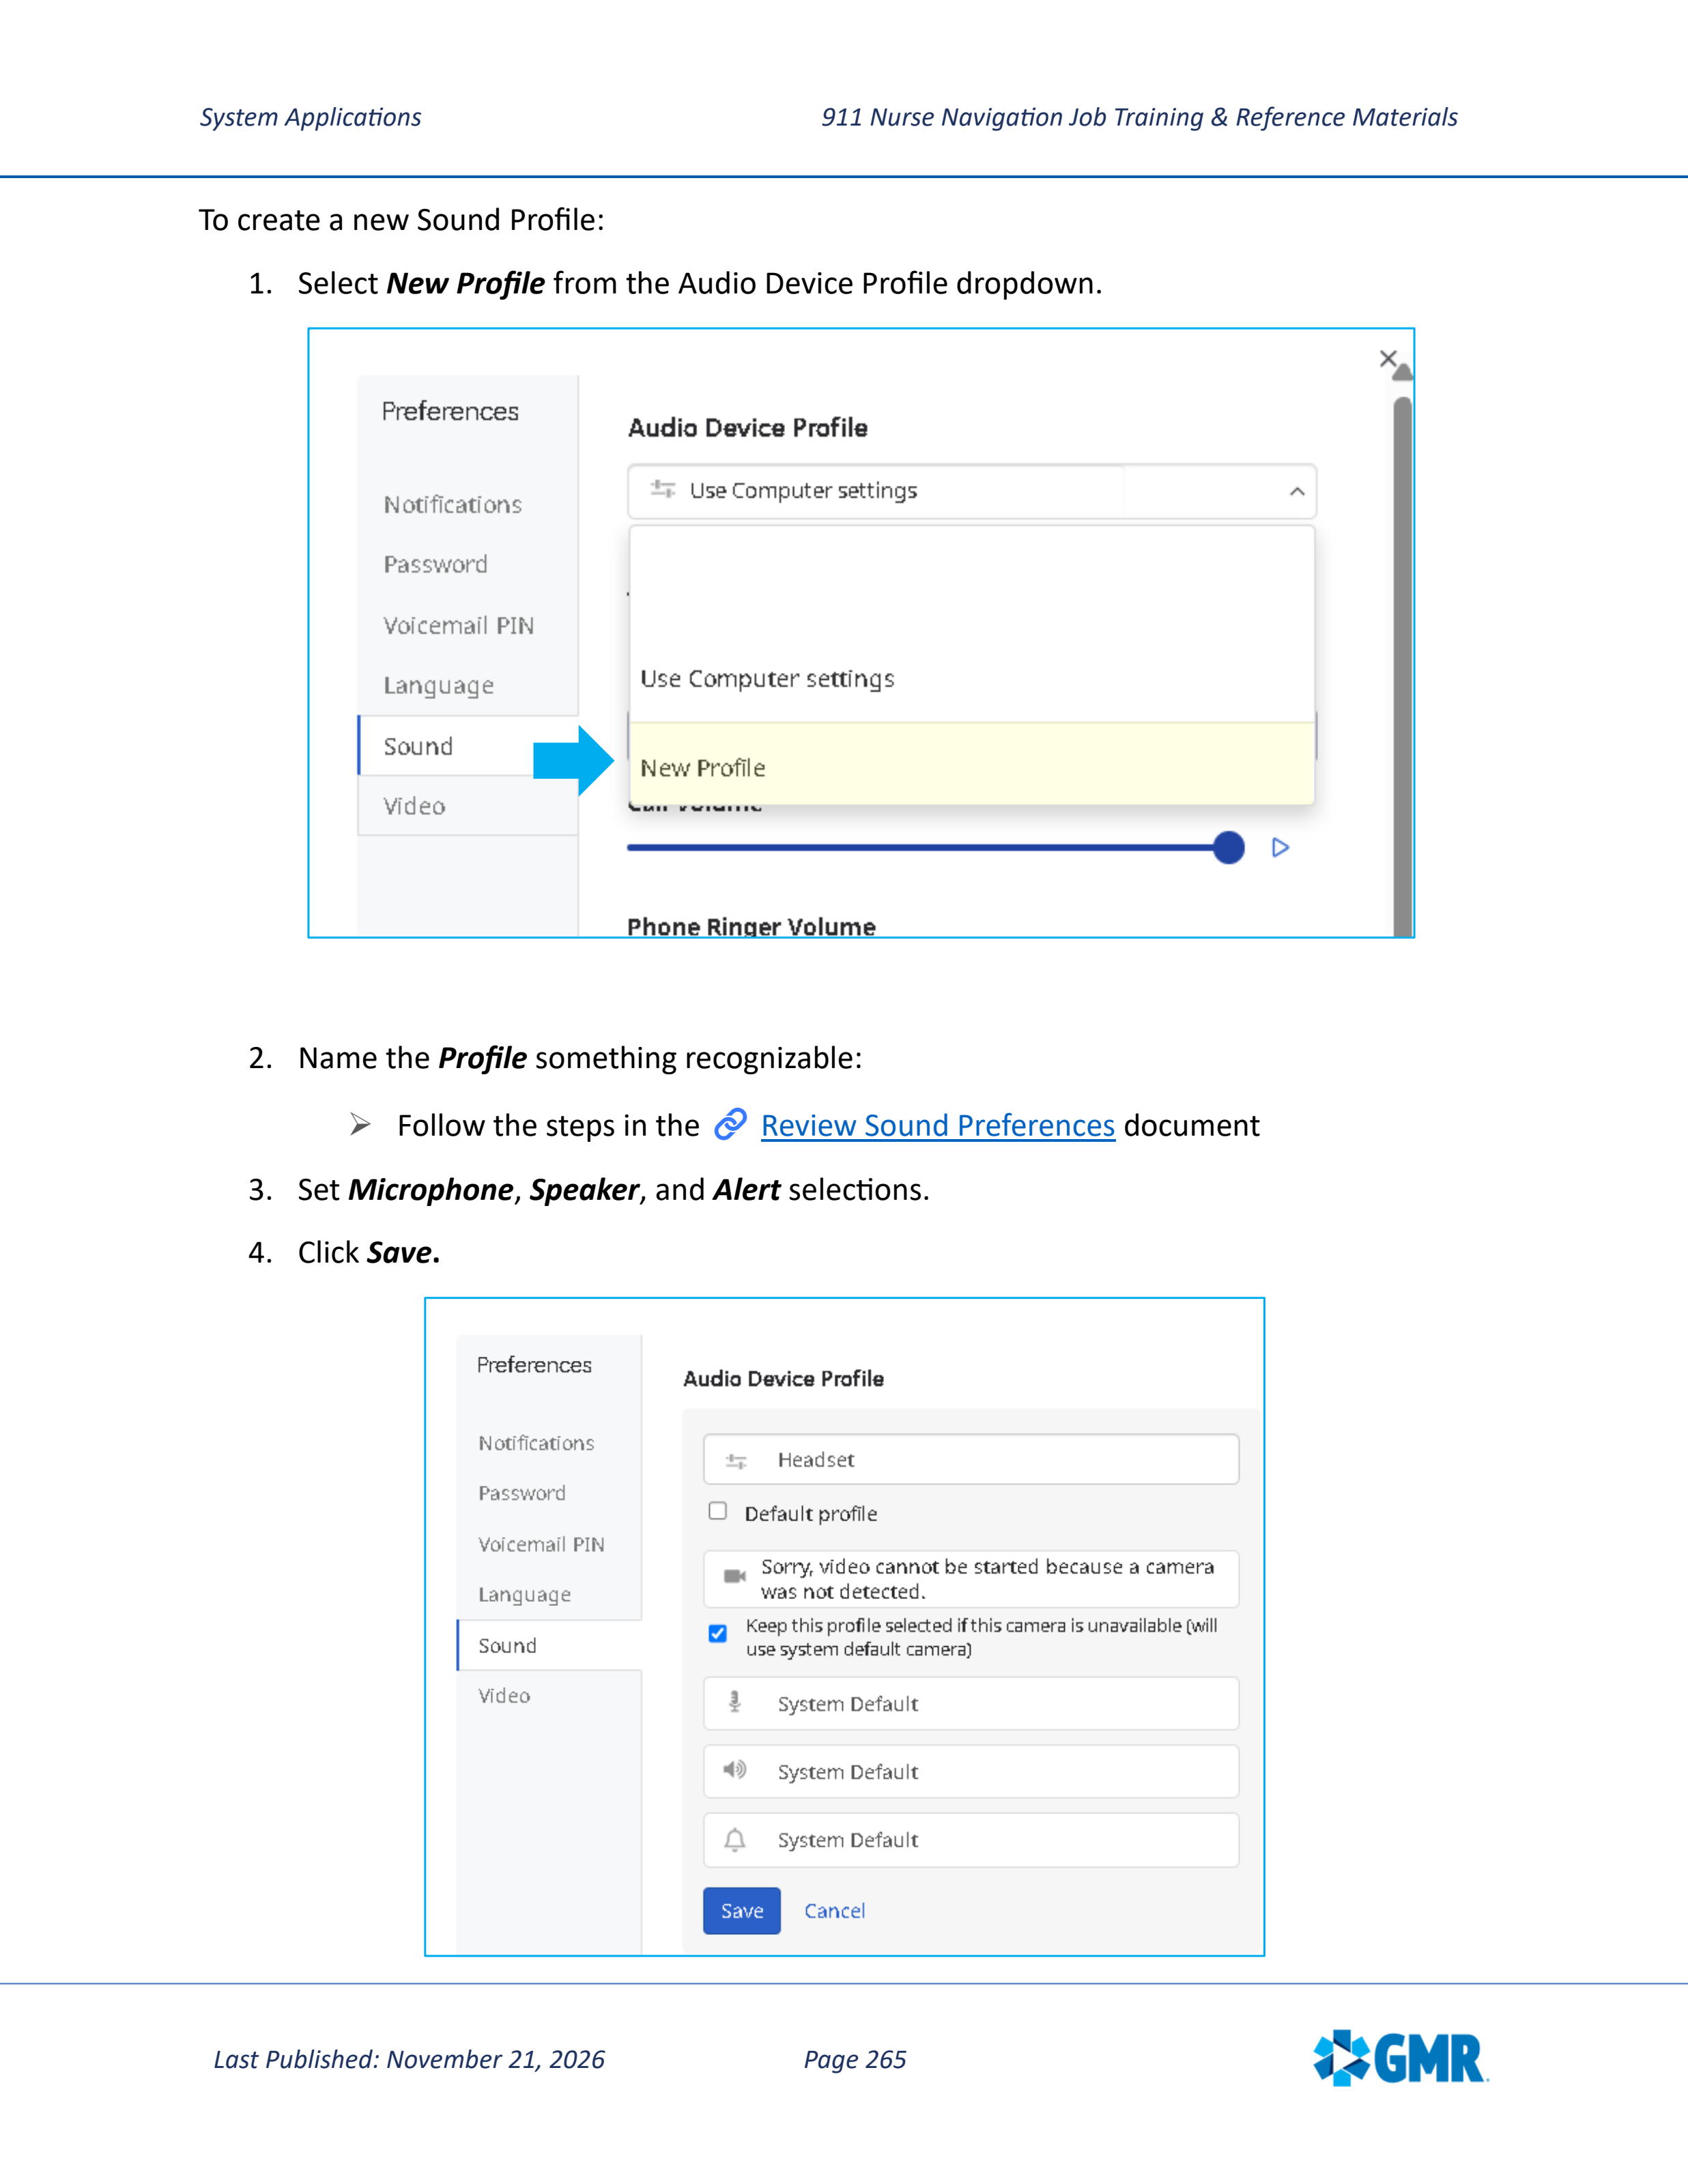 System Applications
911 Nurse Navigation Job Training & Reference Materials
To create a new Sound Profile:
1. Select New Profile from the Audio Device Profile dropdown.
Preferences
Notifications
Password
Voicemail PIN
Language
Sound
Video
Audio Device Profile
Use Computer settings
Use Computer settings
New Profile
Call Volume
Phone Ringer Volume
2. Name the Profile something recognizable:
➢ Follow the steps in the Review Sound Preferences document
3. Set Microphone, Speaker, and Alert selections.
4. Click Save.
Preferences
Notifications
Password
Voicemail PIN
Language
Sound
Video
Audio Device Profile
Headset
Default profile
Sorry, video cannot be started because a camera
was not detected.
Keep this profile selected if this camera is unavailable (will
use system default camera)
System Default
System Default
System Default
Save Cancel
Last Published: November 21, 2026
Page 265
GMR